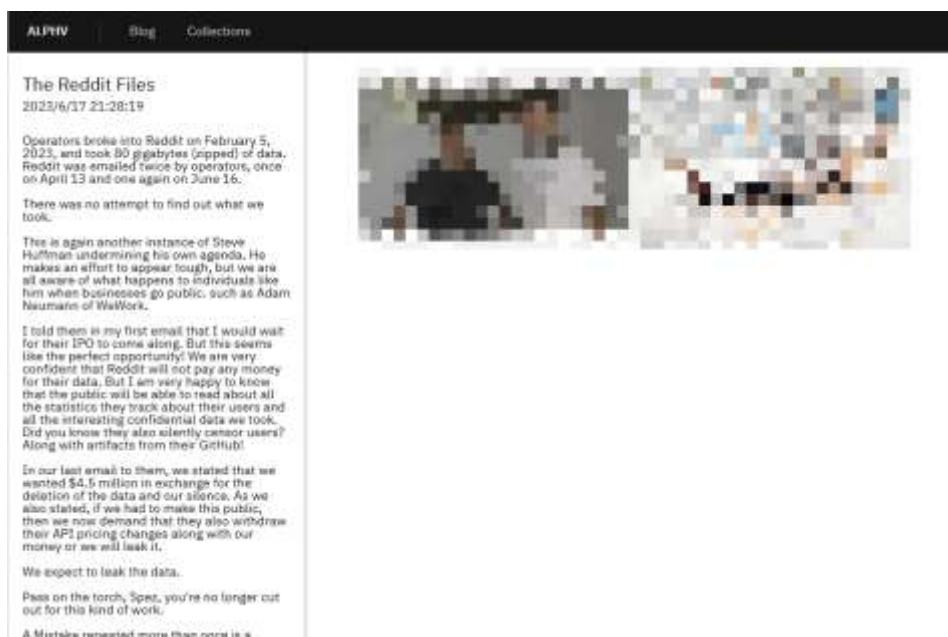 ALPHV Blog Collections
The Reddit Files
2023/6/17 21:28:19
Operators broke into Reddit on February 5,
2023, and took 80 gigabytes (zipped) of data.
Reddit was emailed twice by operators, once
on April 13 and one again on June 16.
There was no attempt to find out what we
took.
This is again another instance of Steve
Huffman undermining his own agenda. He
makes an effort to appear tough, but we are
all aware of what happens to individuals like
him when businesses go public. such as Adam
Neumann of WeWork.
I told them in my first email that I would wait
for their IPO to come along. But this seems
like the perfect opportunity! We are very
confident that Reddit will not pay any money
for their data. But I am very happy to know
that the public will be able to read about all
the statistics they track about their users and
all the interesting confidential data we took.
Did you know they also silently censor users?
Along with artifacts from their GitHub!
In our last email to them, we stated that we
wanted $4.5 million in exchange for the
deletion of the data and our silence. As we
also stated, if we had to make this public,
then we now demand that they also withdraw
their API pricing changes along with our
money or we will leak it.
We expect to leak the data.
Pass on the torch, Spez, you're no longer cut
out for this kind of work.
A Mistake repeated more than once is a